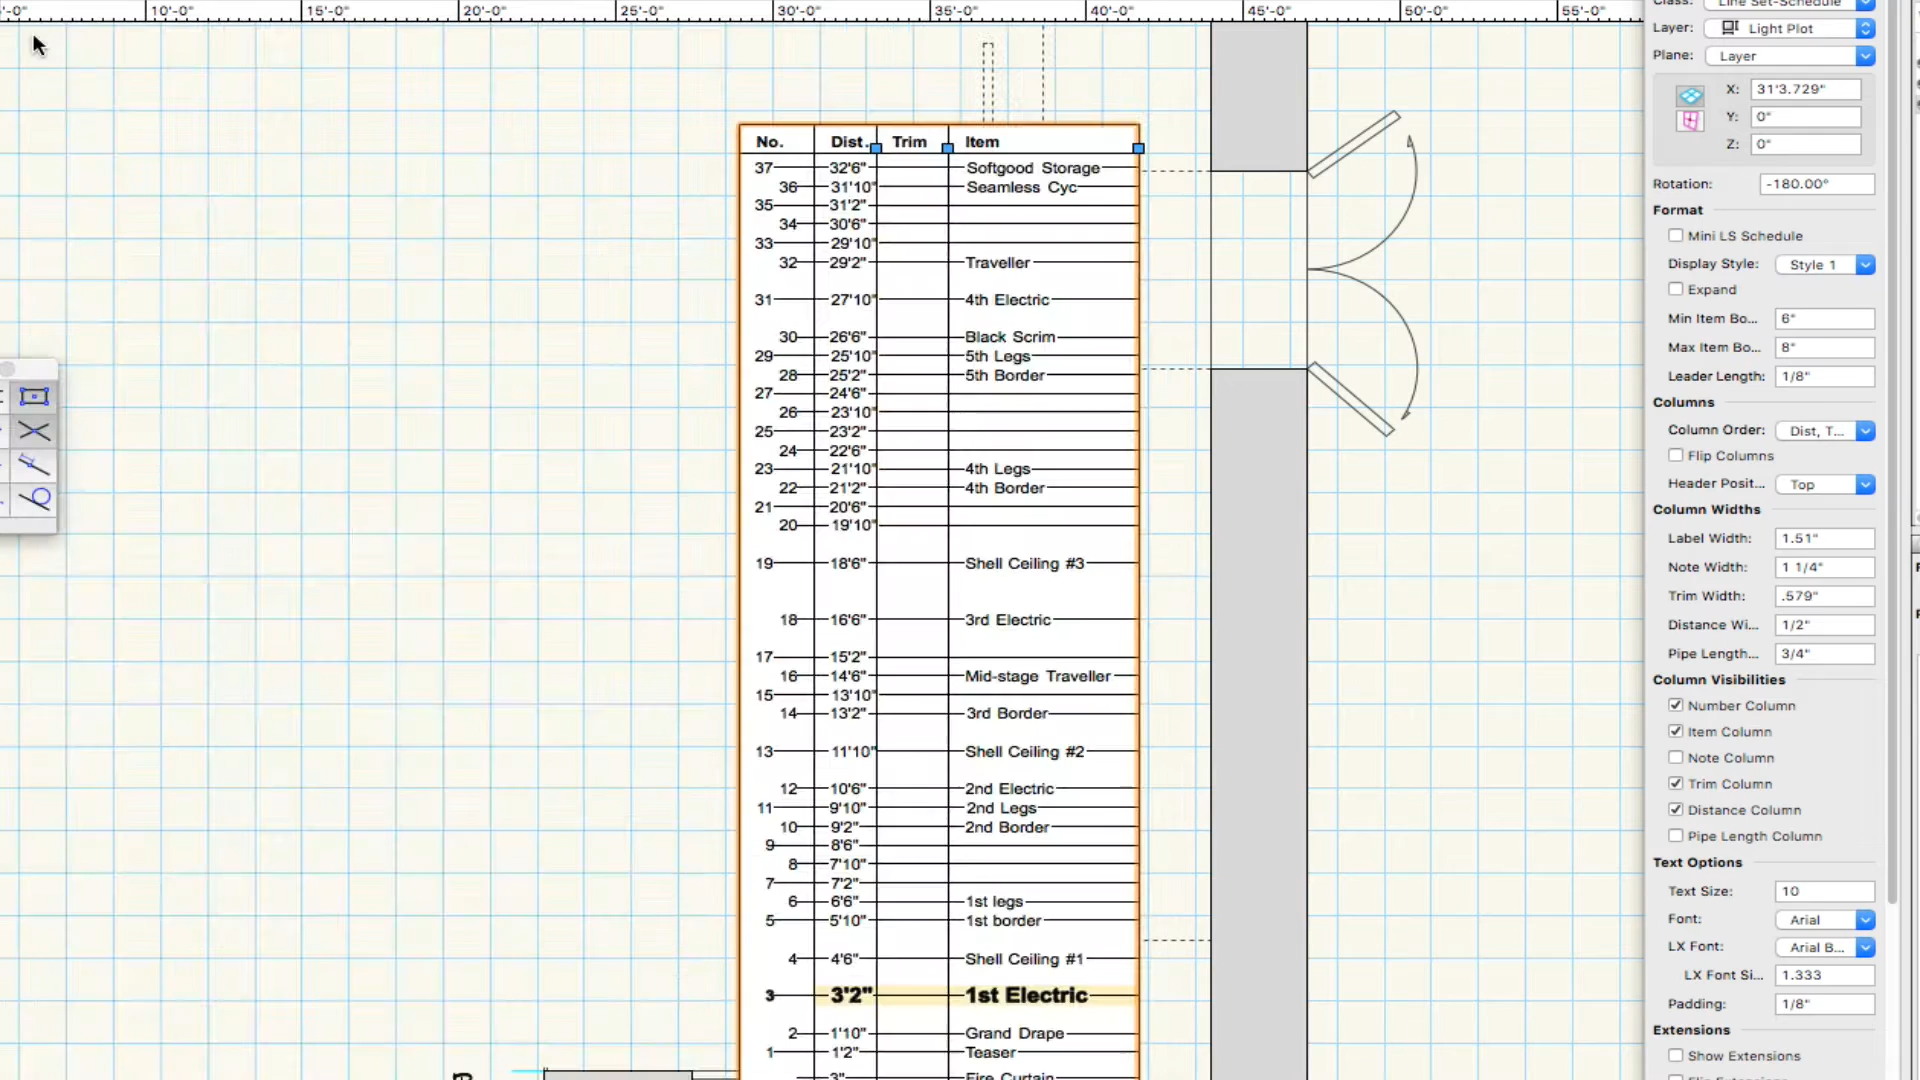 10'-0" 15'-0" 20'-0" 25'-0" 30'-0" 35'-0" 40'-0" 45'-0" 50'-0" 55'-0"
No. Dist. Trim Item
37 32'6" Softgood Storage
36 31'10" Seamless Cyc
35 31'2"
34 30'6"
33 29'10"
32 29'2" Traveller
31 27'10" 4th Electric
30 26'6" Black Scrim
29 25'10" 5th Legs
28 25'2" 5th Border
27 24'6"
26 23'10"
25 23'2"
24 22'6"
23 21'10" 4th Legs
22 21'2" 4th Border
21 20'6"
20 19'10"
19 18'6" Shell Ceiling #3
18 16'6" 3rd Electric
17 15'2"
16 14'6" Mid-stage Traveller
15 13'10"
14 13'2" 3rd Border
13 11'10" Shell Ceiling #2
12 10'6" 2nd Electric
11 9'10" 2nd Legs
10 9'2" 2nd Border
9 8'6"
8 7'10"
7 7'2"
6 6'6" 1st legs
5 5'10" 1st border
4 4'6" Shell Ceiling #1
3 3'2" 1st Electric
2 1'10" Grand Drape
1 1'2" Teaser
3" Fire Curtain
Class: Line Set-Schedule
Layer: Light Plot
Plane: Layer
X: 31'3.729"
Y: 0"
Z: 0"
Rotation: -180.00°
Format
Mini LS Schedule
Display Style: Style 1
Expand
Min Item Bo... 6"
Max Item Bo... 8"
Leader Length: 1/8"
Columns
Column Order: Dist, T...
Flip Columns
Header Posit... Top
Column Widths
Label Width: 1.51"
Note Width: 1 1/4"
Trim Width: .579"
Distance Wi... 1/2"
Pipe Length... 3/4"
Column Visibilities
Number Column
Item Column
Note Column
Trim Column
Distance Column
Pipe Length Column
Text Options
Text Size: 10
Font: Arial
LX Font: Arial B...
LX Font Si... 1.333
Padding: 1/8"
Extensions
Show Extensions